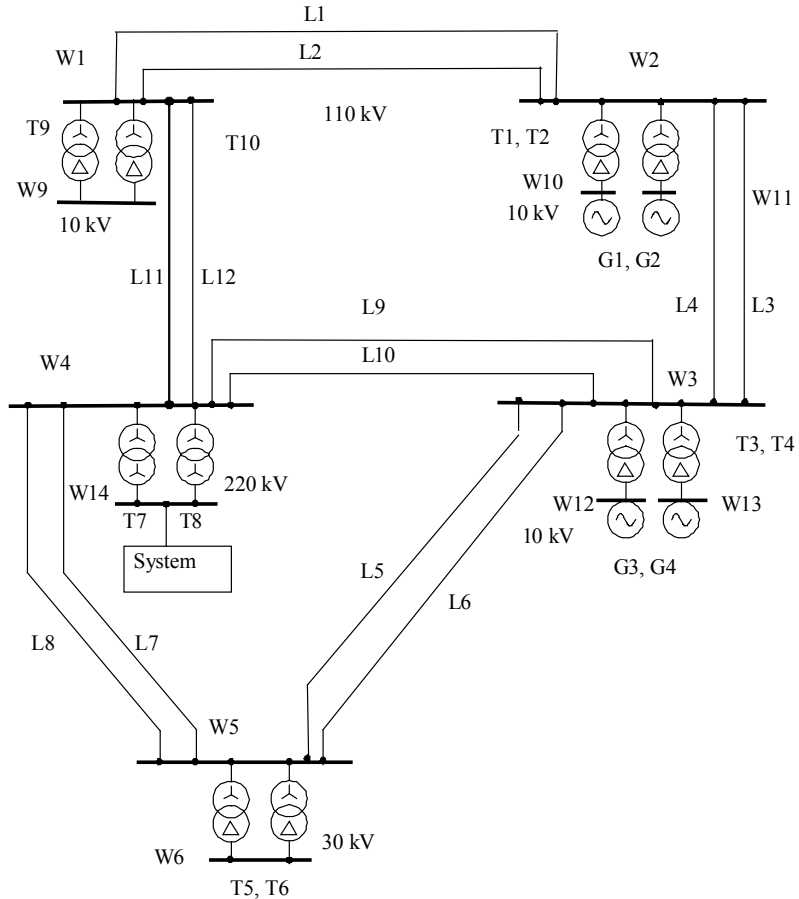 L1
W1
L2
W2
110 kV
T9
T10
T1, T2
W9
W10
W11
10 kV
10 kV
G1, G2
L11
L12
L9
L4
L3
W4
L10
W3
T3, T4
W14
220 kV
T7
T8
W12
W13
10 kV
System
G3, G4
L5
L6
L8
L7
W5
30 kV
W6
T5, T6